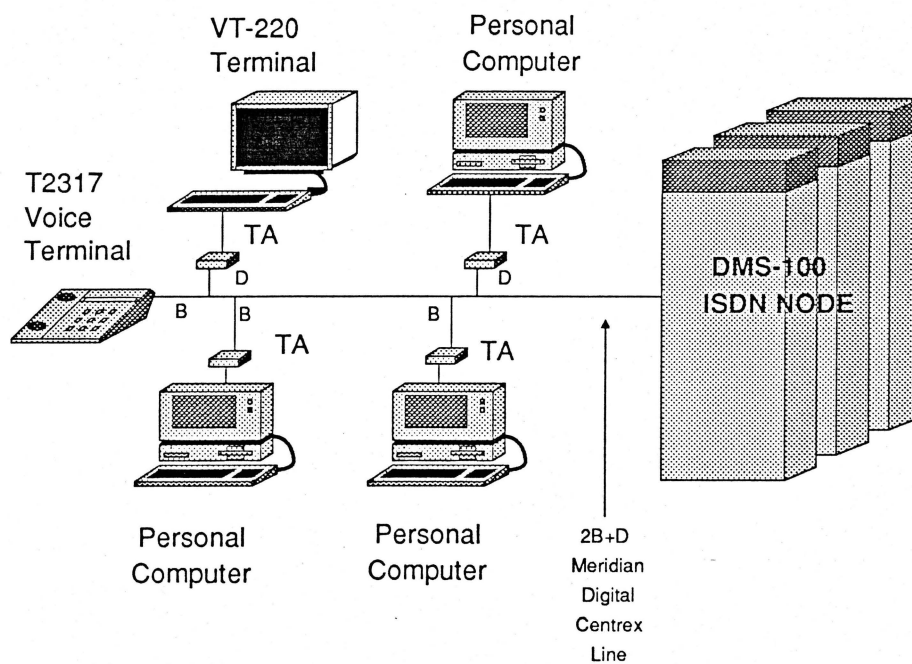 VT-220
Terminal
Personal
Computer
T2317
Voice
Terminal
TA
TA
D
D
DMS-100
ISDN NODE
B
B
B
TA
TA
Personal
Computer
Personal
Computer
2B+D
Meridian
Digital
Centrex
Line